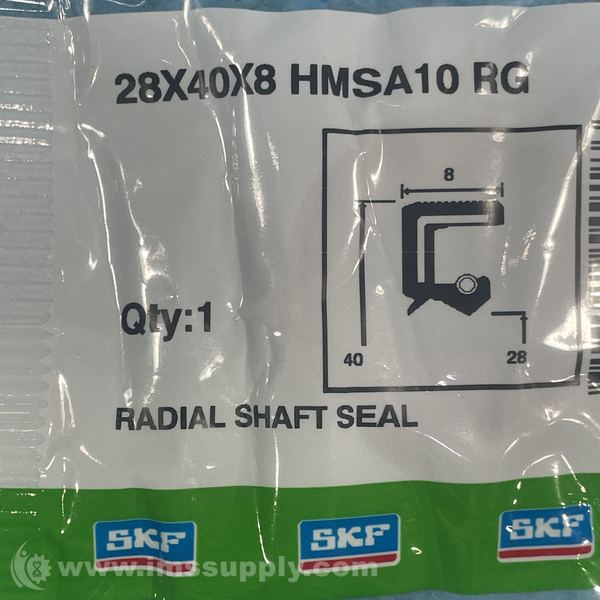 28X40X8 HMSA10 RG
8
Qty:1
40
28
RADIAL SHAFT SEAL
SKF SKF SKF
www.imssupply.com